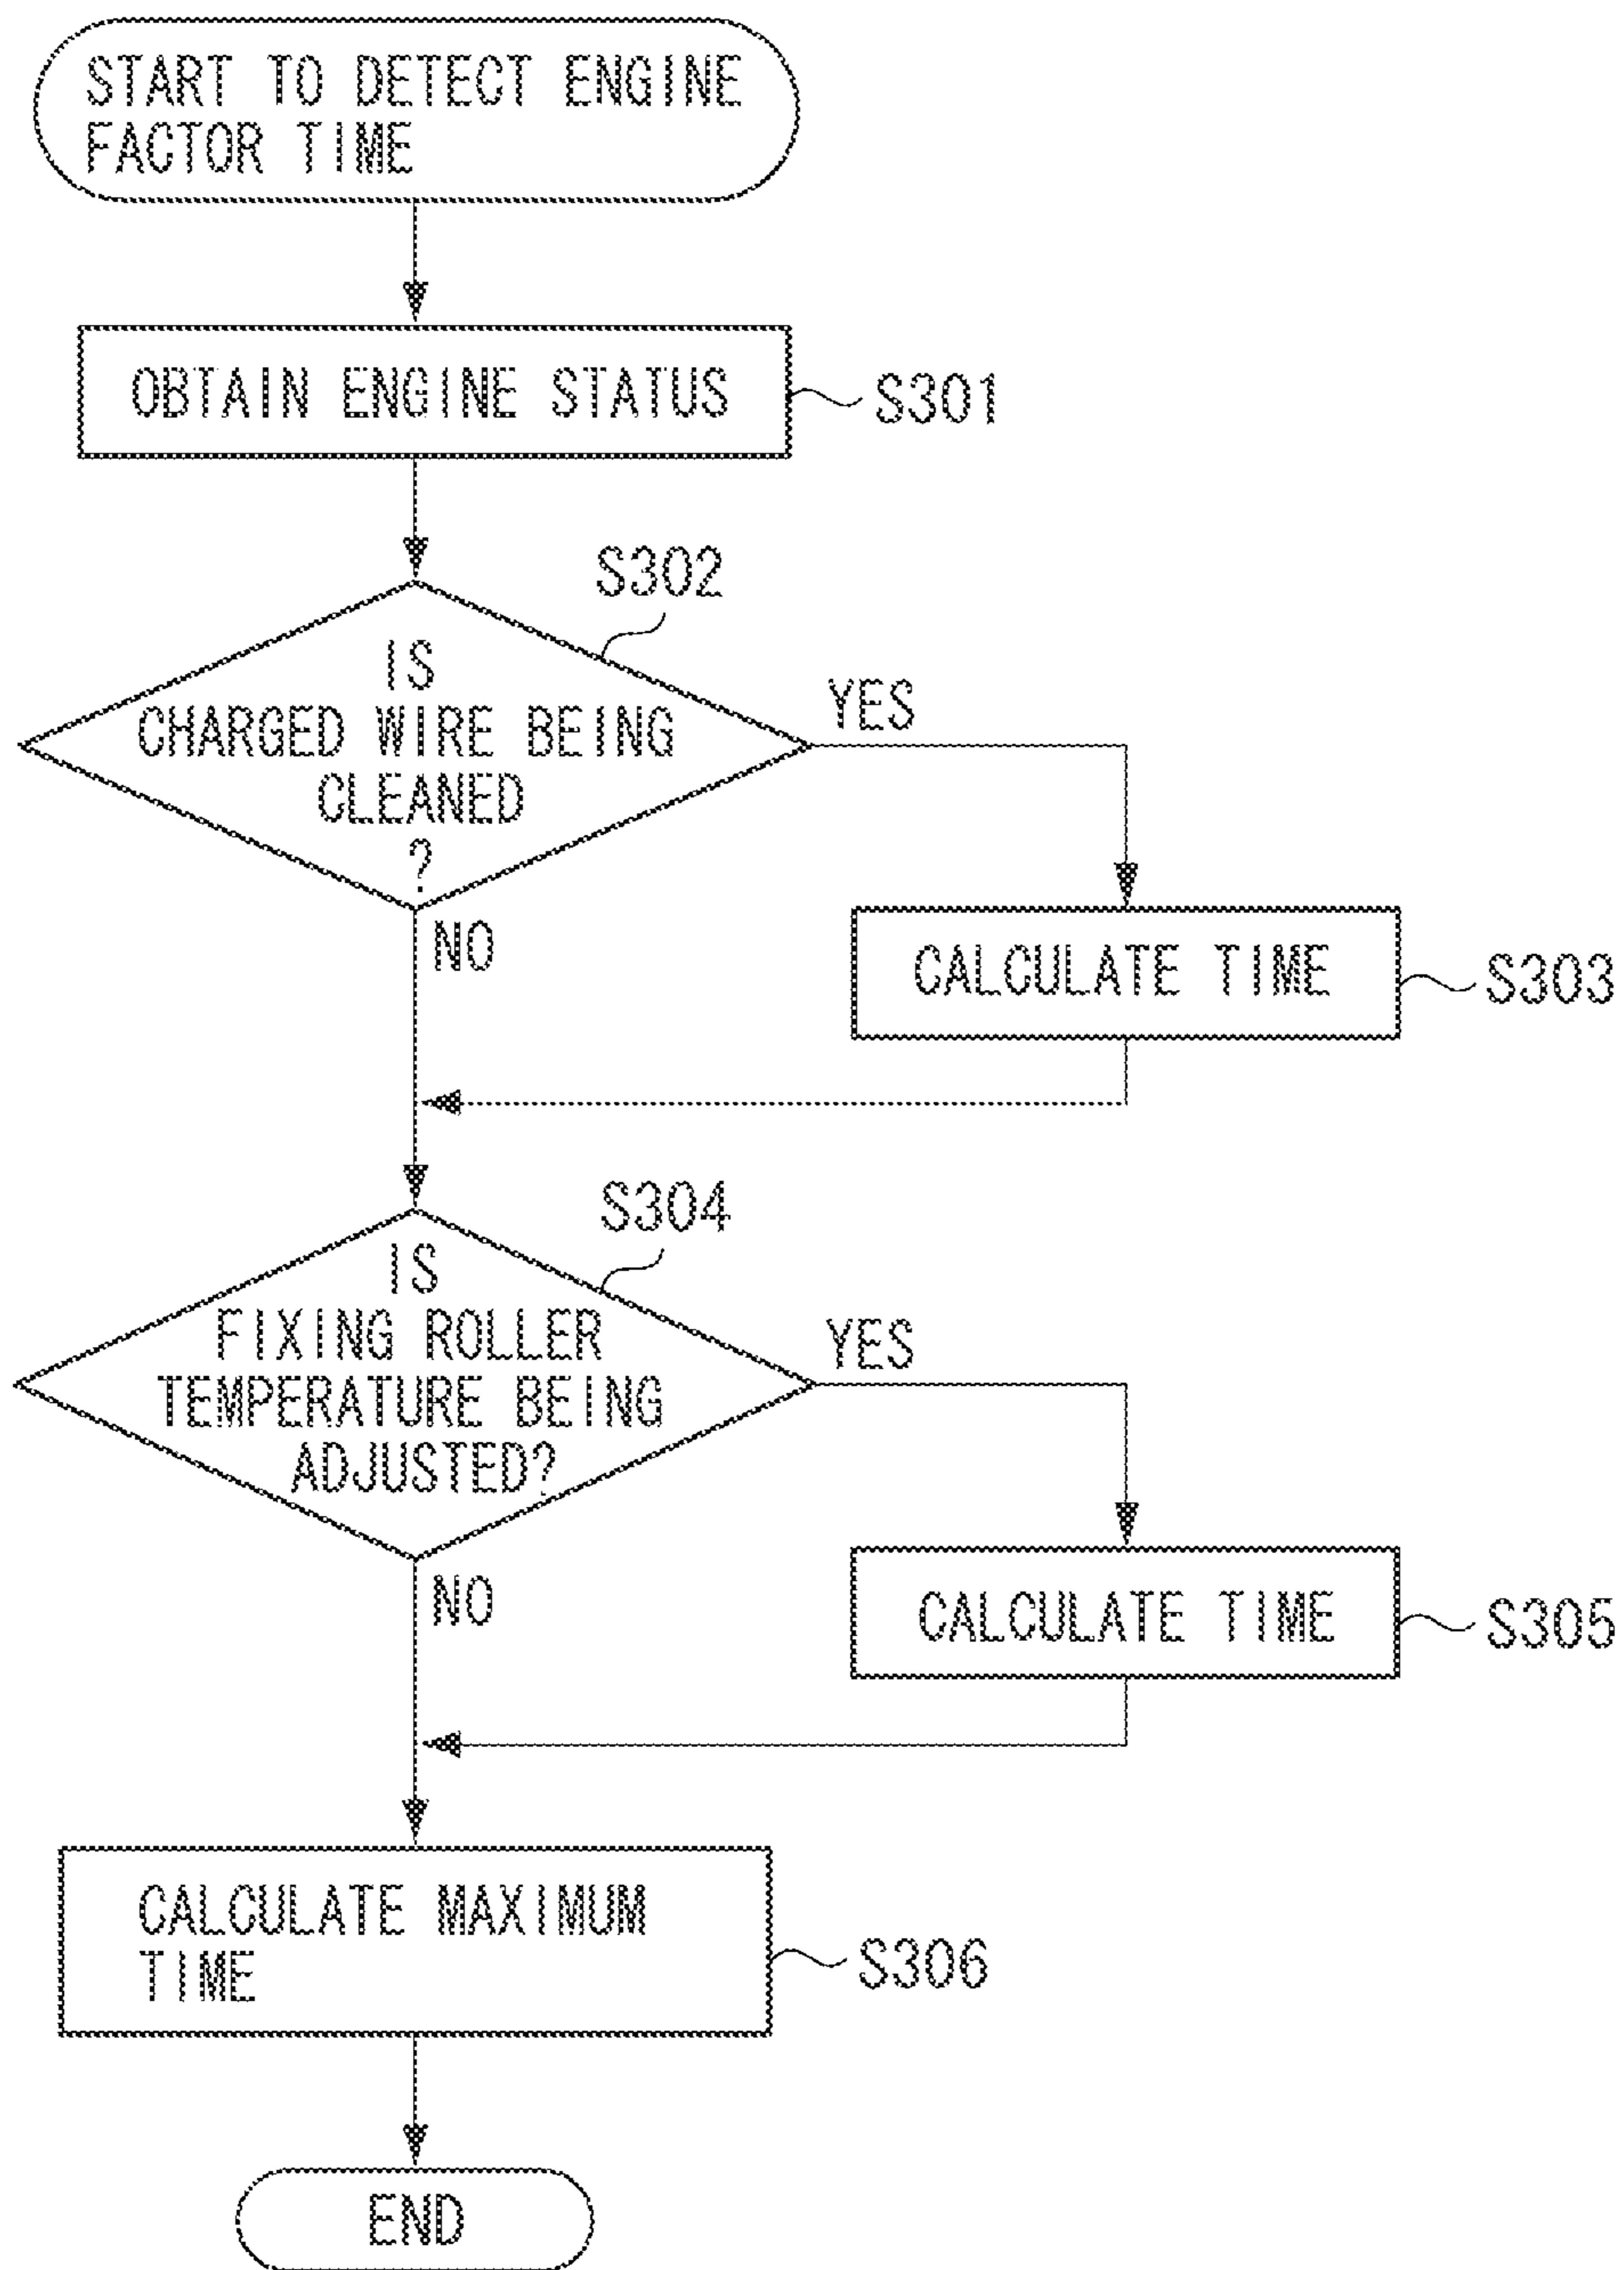 START TO DETECT ENGINE
FACTOR TIME
OBTAIN ENGINE STATUS
S301
S302
IS
CHARGED WIRE BEING
CLEANED
?
YES
NO
CALCULATE TIME
S303
S304
IS
FIXING ROLLER
TEMPERATURE BEING
ADJUSTED?
YES
NO
CALCULATE TIME
S305
CALCULATE MAXIMUM
TIME
S306
END